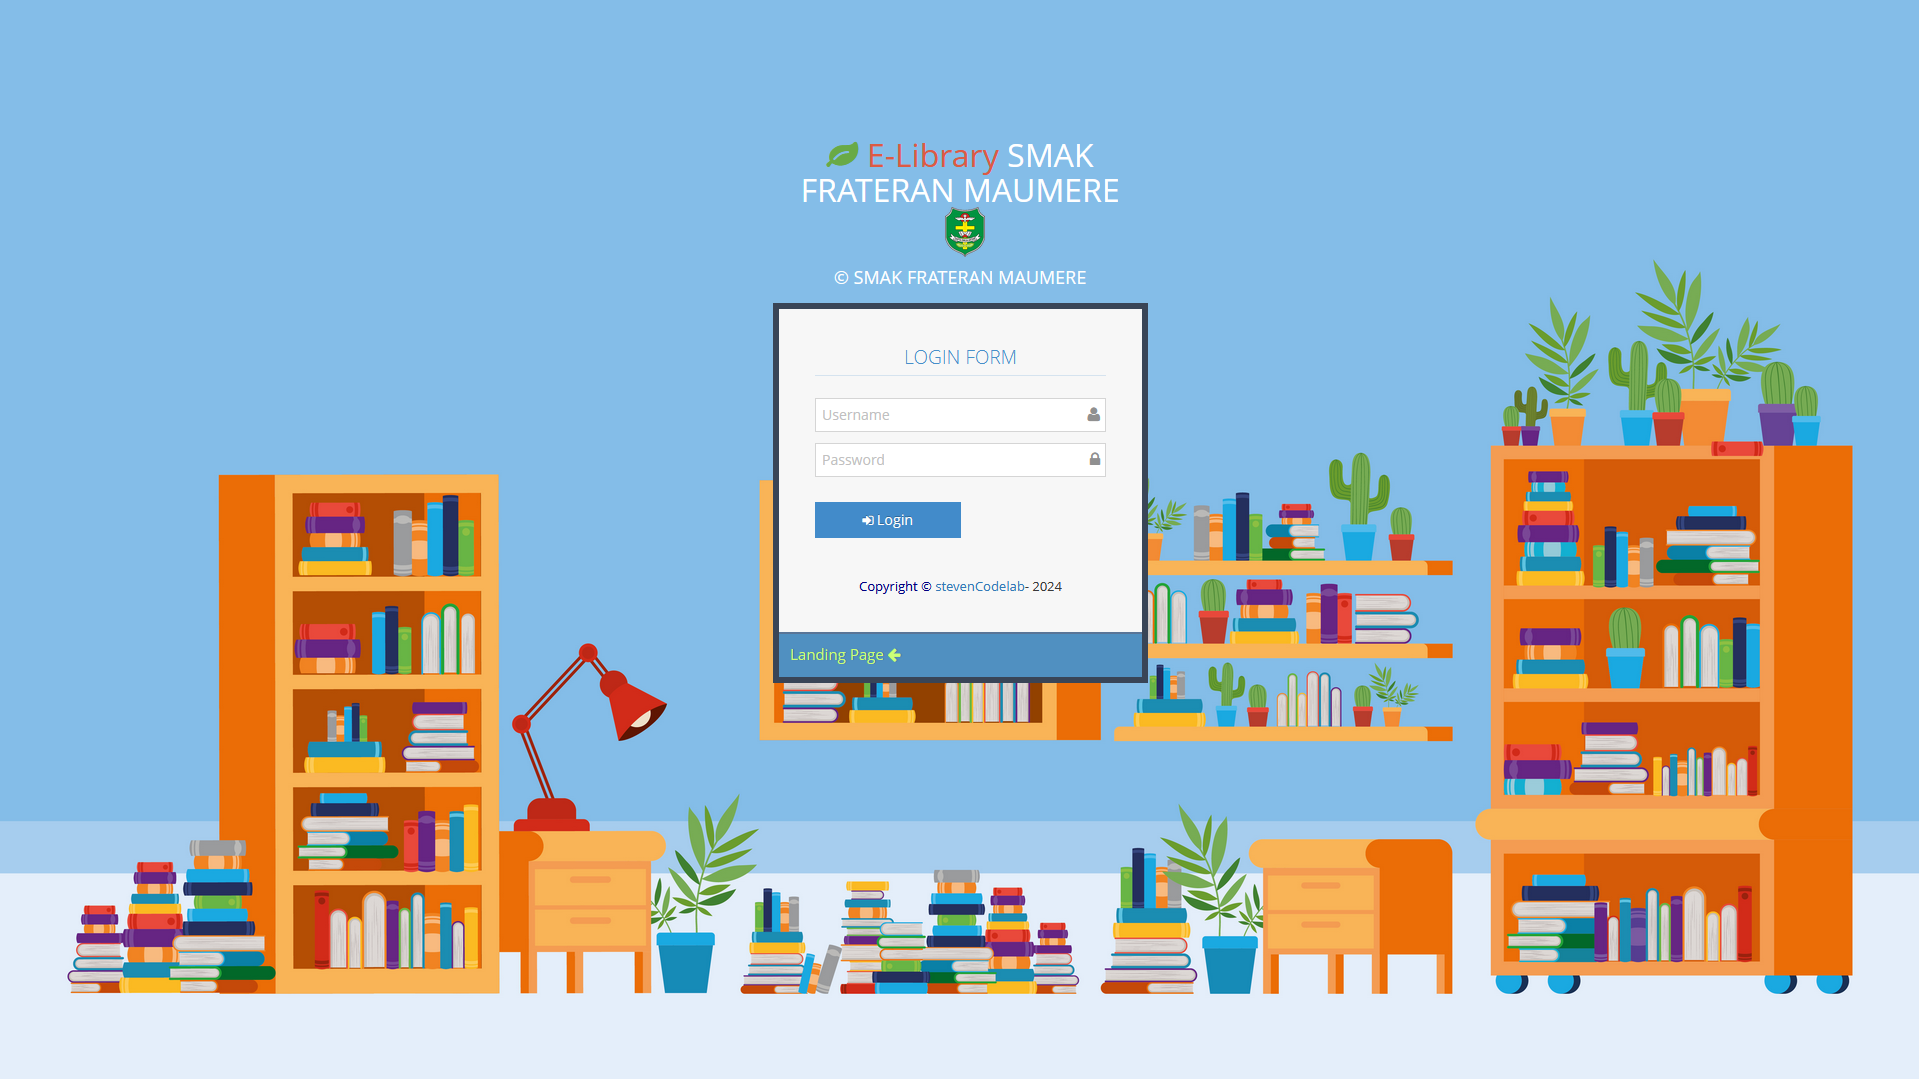 E-Library SMAK
FRATERAN MAUMERE
© SMAK FRATERAN MAUMERE
LOGIN FORM
Username
Password
Login
Copyright © stevenCodelab- 2024
Landing Page